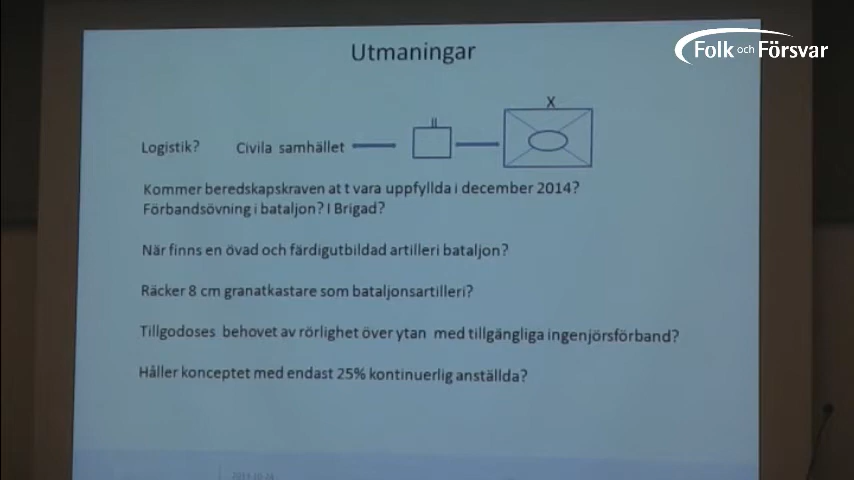 Utmaningar
Folk och Försvar
X
II
Logistik? Civila samhället
Kommer beredskapskraven at t vara uppfyllda i december 2014?
Förbandsövning i bataljon? I Brigad?
När finns en övad och färdigutbildad artilleri bataljon?
Räcker 8 cm granatkastare som bataljonsartilleri?
Tillgodoses behovet av rörlighet över ytan med tillgängliga ingenjörsförband?
Håller konceptet med endast 25% kontinuerlig anställda?